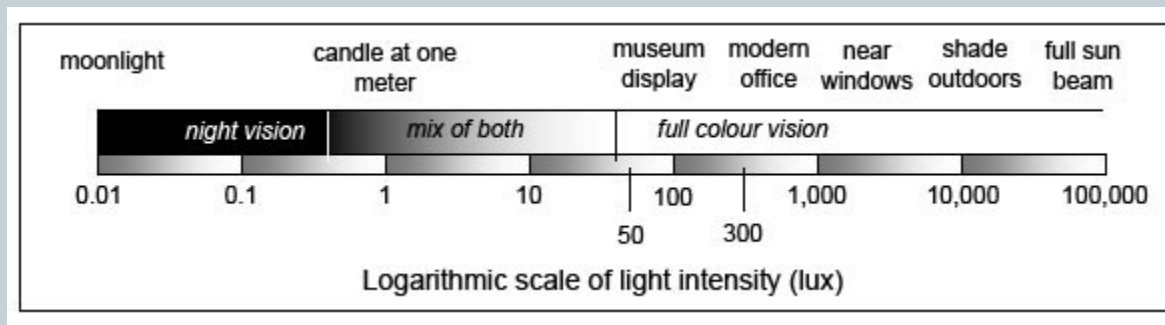 moonlight
candle at one
meter
museum
display
modern
office
near
windows
shade
outdoors
full sun
beam
night vision
mix of both
full colour vision
0.01 0.1 1 10 100 1,000 10,000 100,000
50 300
Logarithmic scale of light intensity (lux)